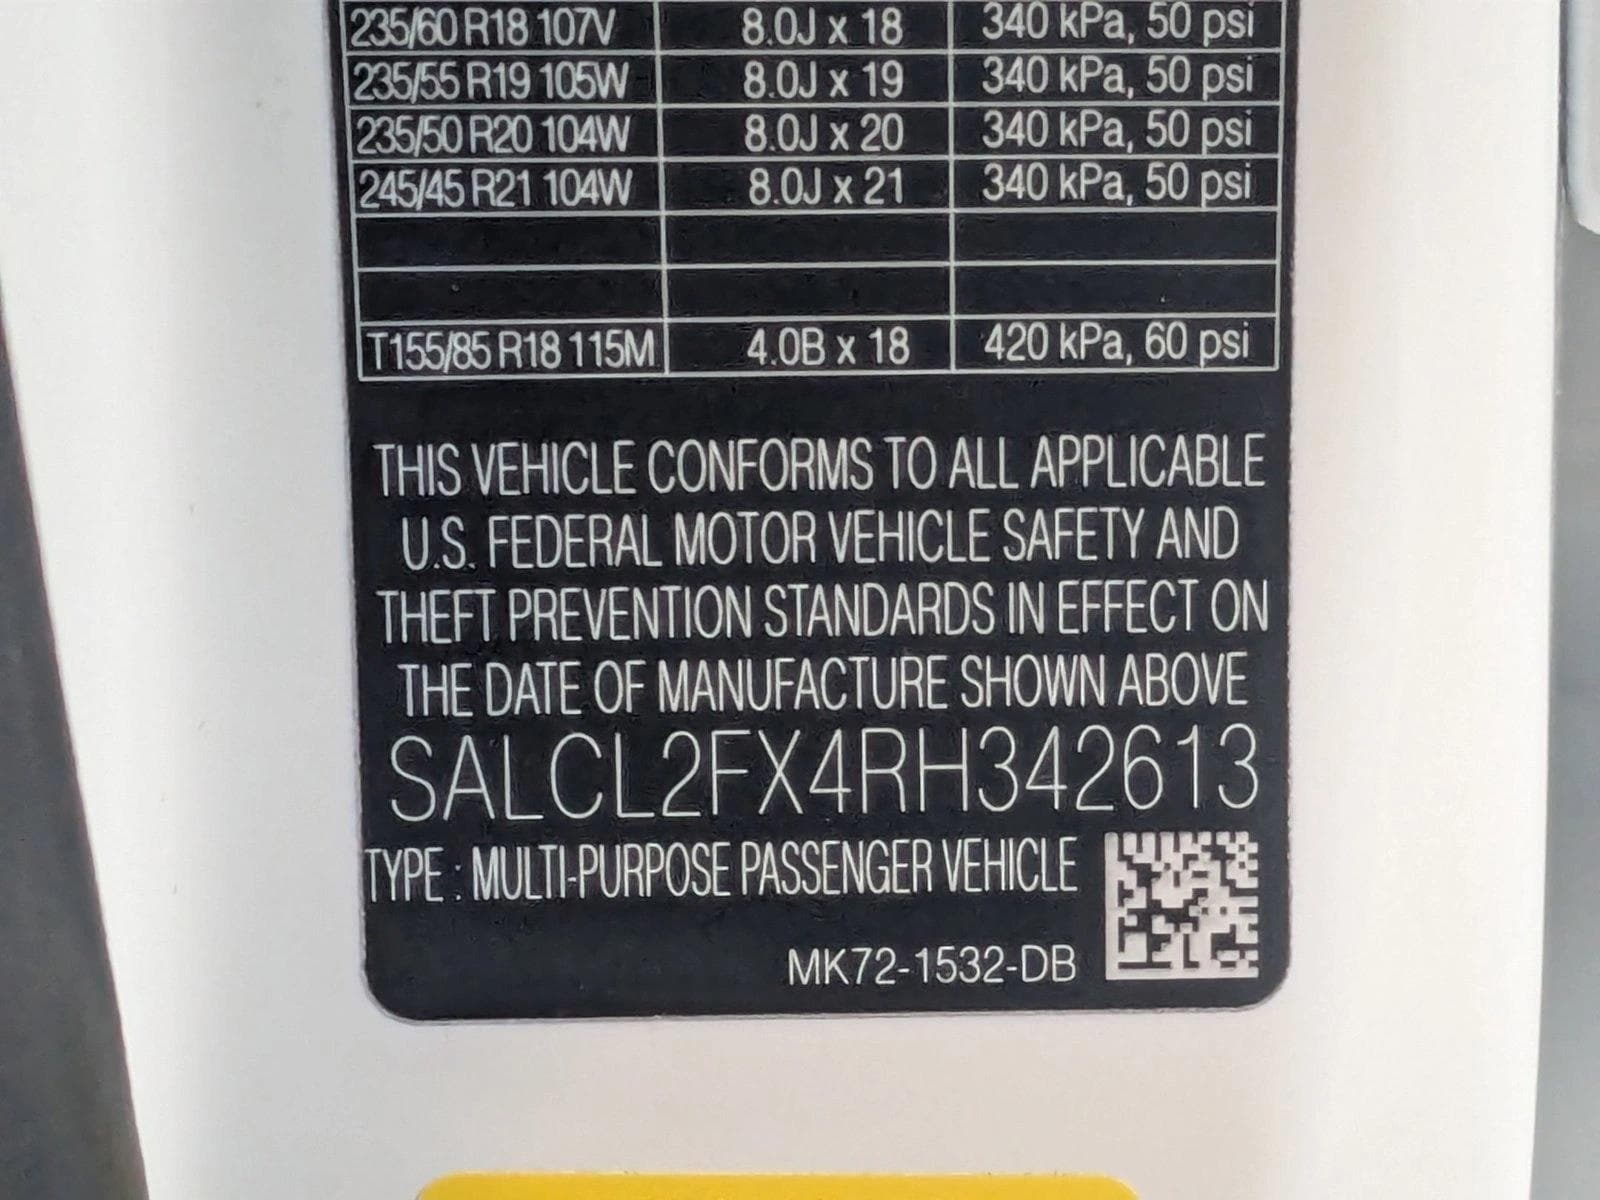 235/60 R18 107V 8.0J x 18 340 kPa, 50 psi
235/55 R19 105W 8.0J x 19 340 kPa, 50 psi
235/50 R20 104W 8.0J x 20 340 kPa, 50 psi
245/45 R21 104W 8.0J x 21 340 kPa, 50 psi
T155/85 R18 115M 4.0B x 18 420 kPa, 60 psi
THIS VEHICLE CONFORMS TO ALL APPLICABLE
U.S. FEDERAL MOTOR VEHICLE SAFETY AND
THEFT PREVENTION STANDARDS IN EFFECT ON
THE DATE OF MANUFACTURE SHOWN ABOVE
SALCL2FX4RH342613
TYPE : MULTI-PURPOSE PASSENGER VEHICLE
MK72-1532-DB